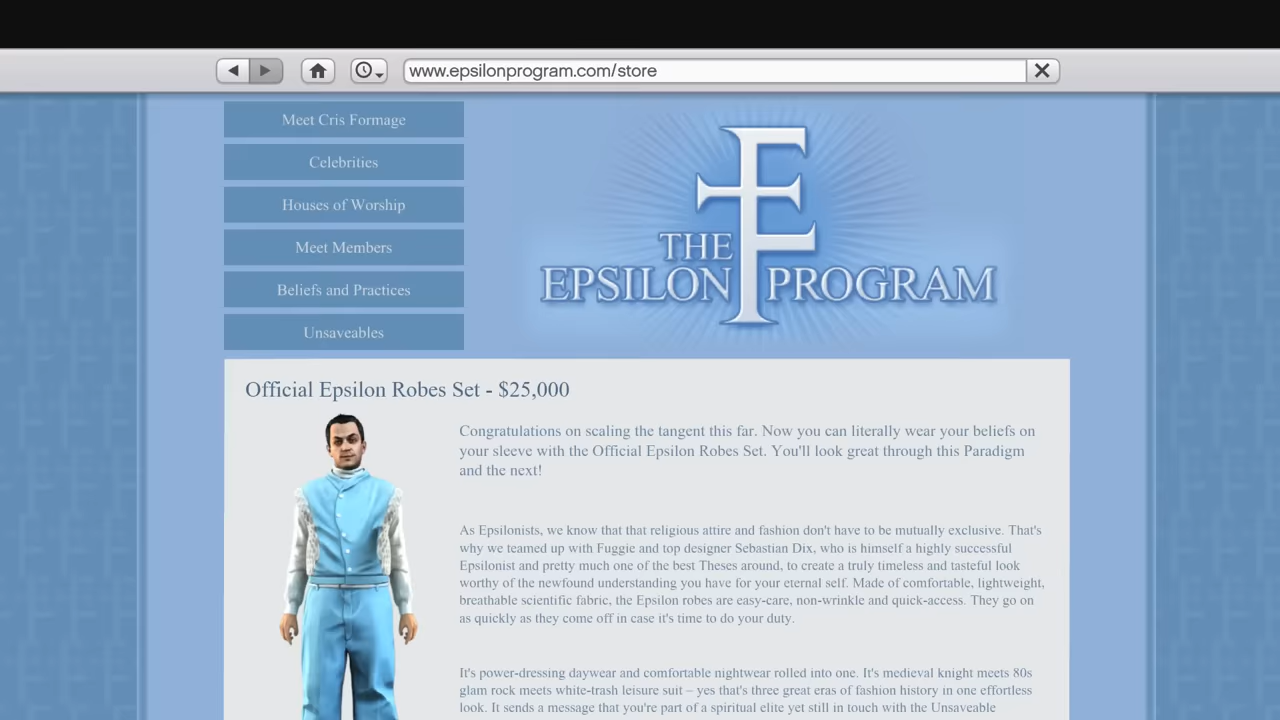 www.epsilonprogram.com/store
Meet Cris Formage
Celebrities
Houses of Worship
Meet Members
Beliefs and Practices
Unsaveables
THE
EPSILON PROGRAM
Official Epsilon Robes Set - $25,000
Congratulations on scaling the tangent this far. Now you can literally wear your beliefs on
your sleeve with the Official Epsilon Robes Set. You'll look great through this Paradigm
and the next!
As Epsilonists, we know that that religious attire and fashion don't have to be mutually exclusive. That's
why we teamed up with Fuggie and top designer Sebastian Dix, who is himself a highly successful
Epsilonist and pretty much one of the best Theses around, to create a truly timeless and tasteful look
worthy of the newfound understanding you have for your eternal self. Made of comfortable, lightweight,
breathable scientific fabric, the Epsilon robes are easy-care, non-wrinkle and quick-access. They go on
as quickly as they come off in case it's time to do your duty.
It's power-dressing daywear and comfortable nightwear rolled into one. It's medieval knight meets 80s
glam rock meets white-trash leisure suit – yes that's three great eras of fashion history in one effortless
look. It sends a message that you're part of a spiritual elite yet still in touch with the Unsaveable